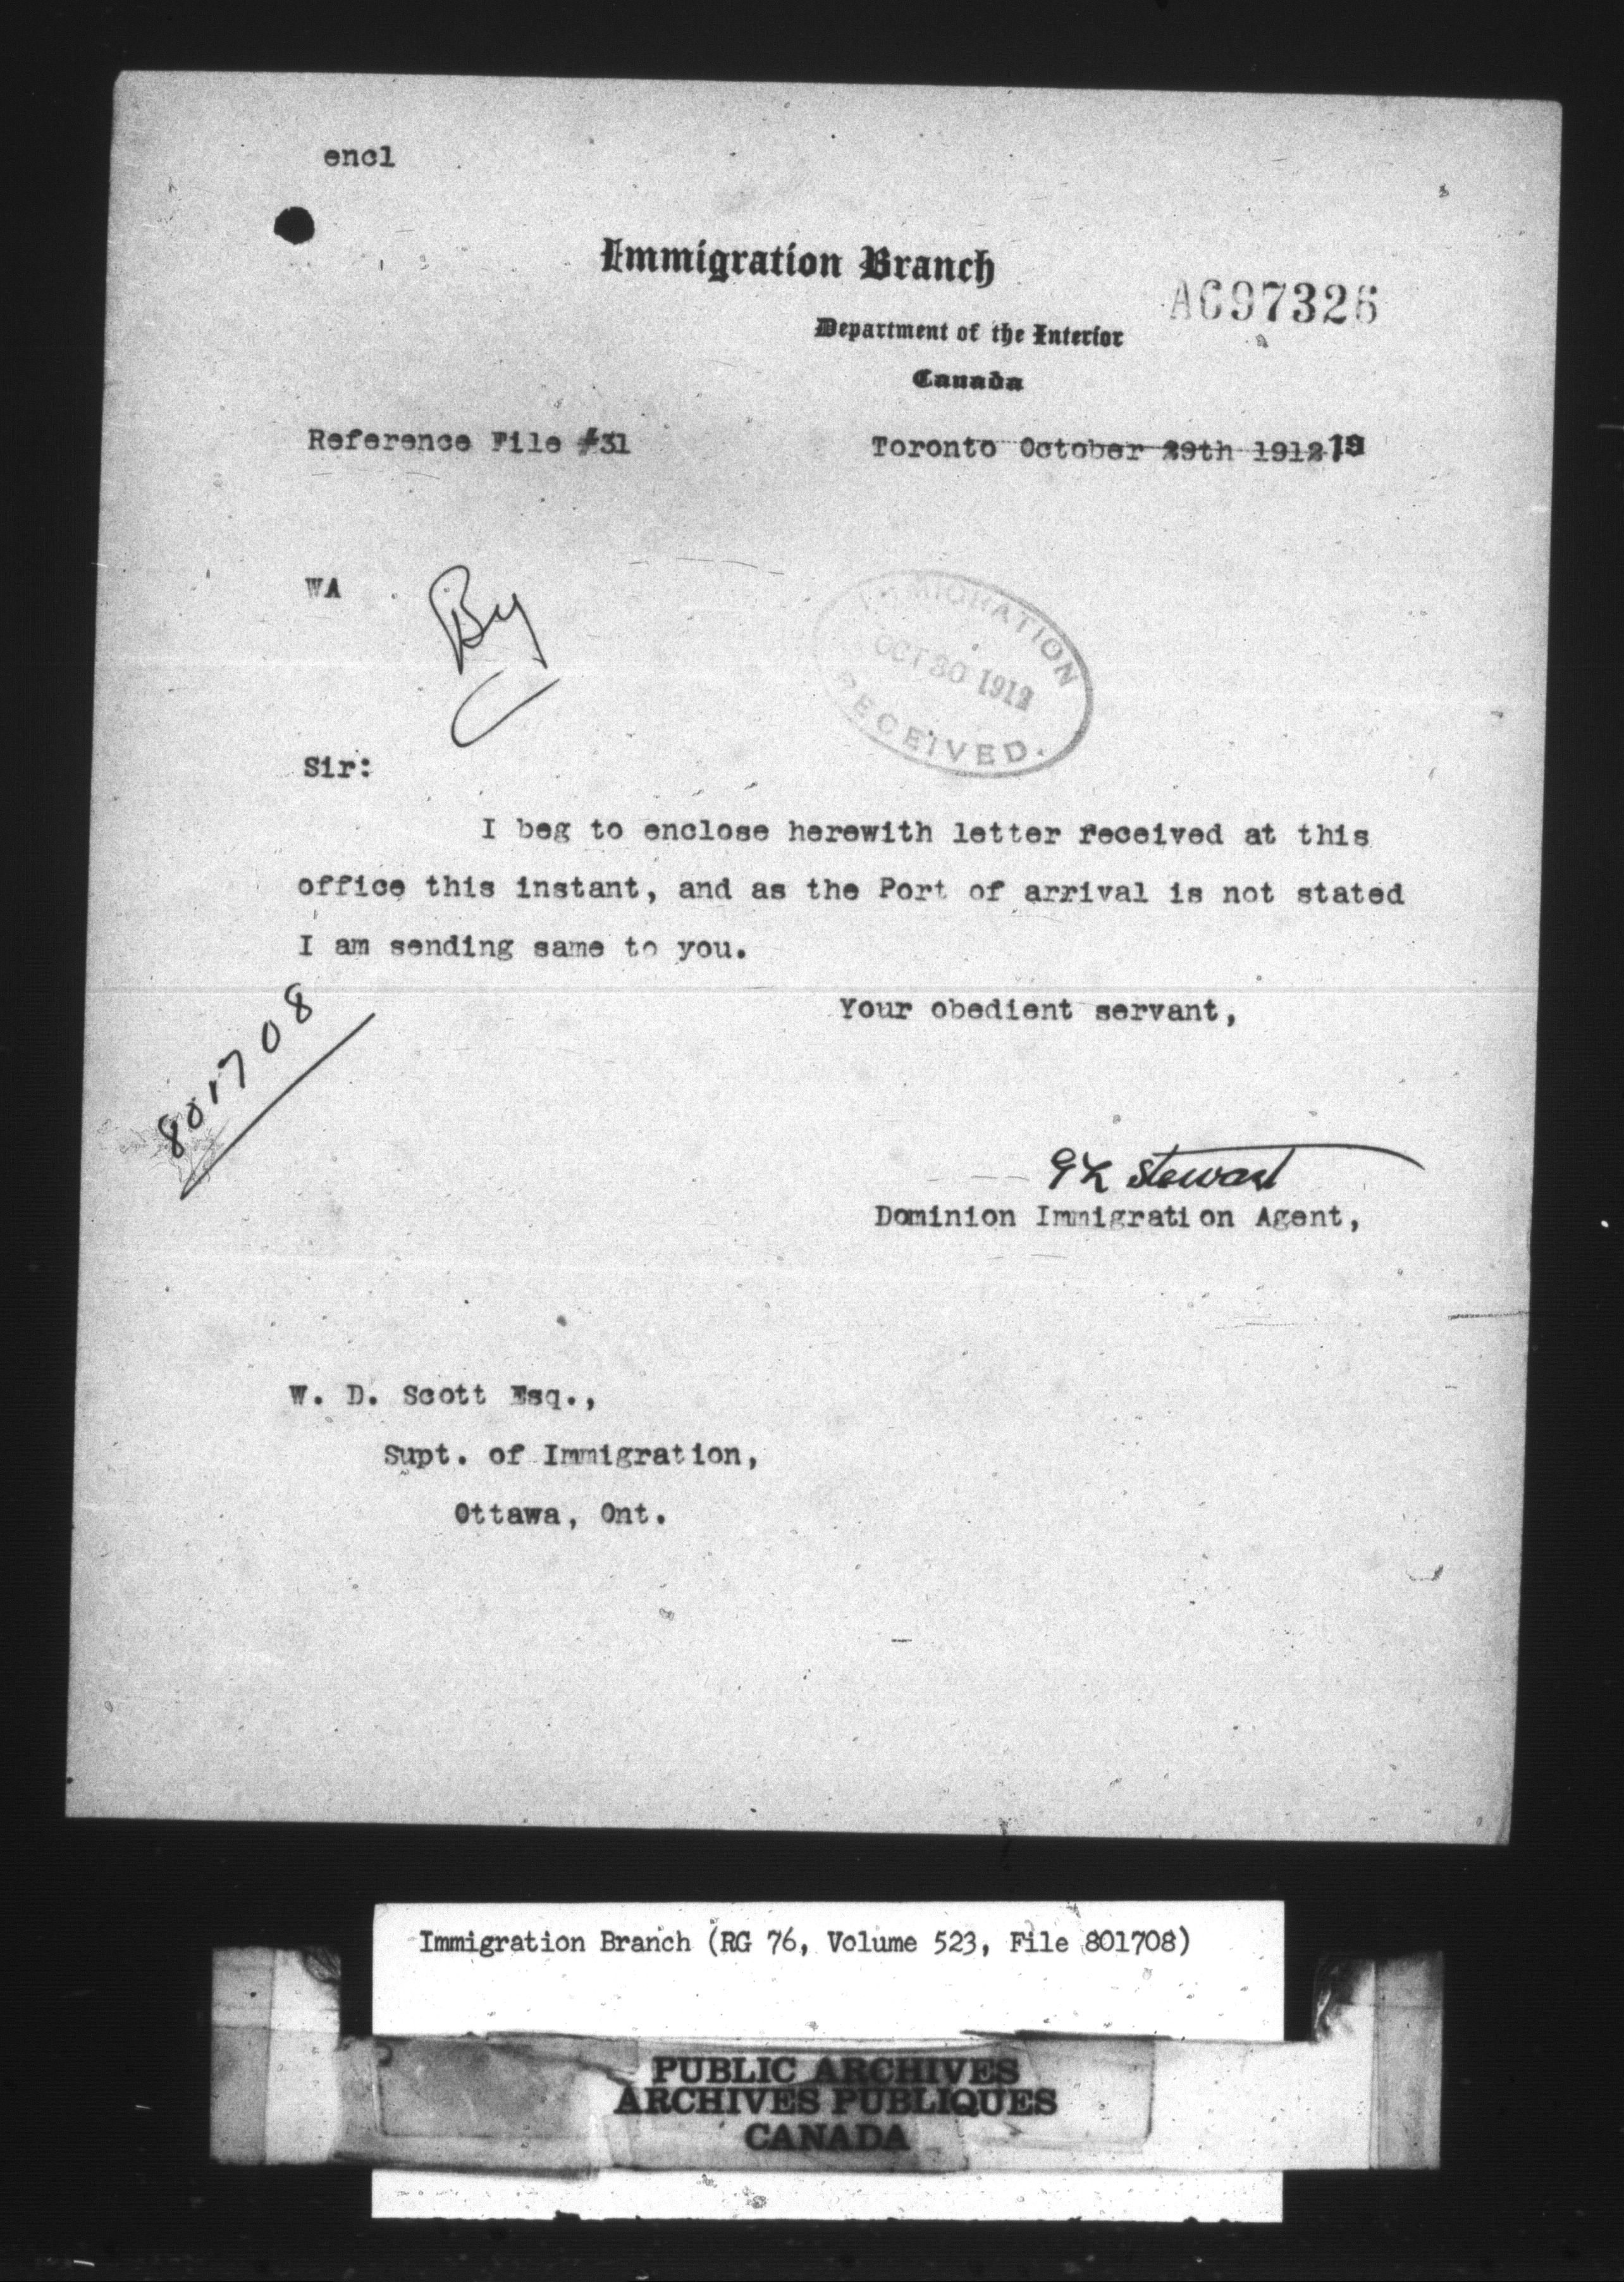 encl
Immigration Branch
AC97326
Department of the Interior
Canada
Reference File #31
Toronto October 29th 1912 19
WA
By
IMMIGRATION
OCT 30 1912
RECEIVED.
Sir:
I beg to enclose herewith letter received at this
office this instant, and as the Port of arrival is not stated
I am sending same to you.
801708
Your obedient servant,
Stewart
Dominion Immigration Agent,
W. D. Scott Esq.,
Supt. of Immigration,
Ottawa, Ont.
Immigration Branch (RG 76, Volume 523, File 801708)
PUBLIC ARCHIVES
ARCHIVES PUBLIQUES
CANADA